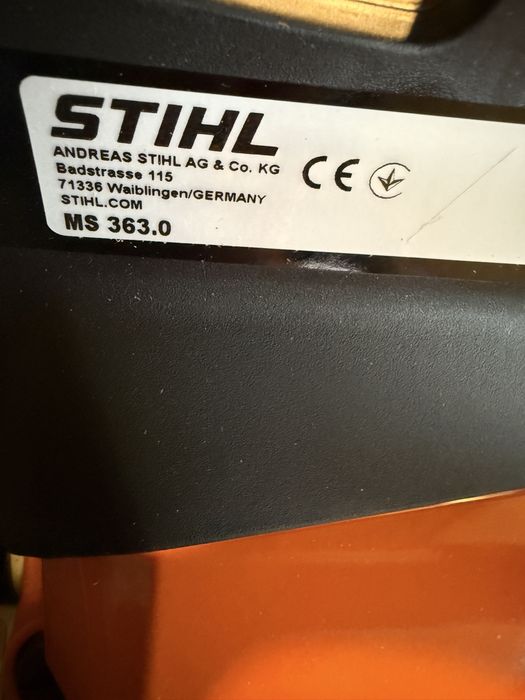 STIHL
ANDREAS STIHL AG & Co. KG
Badstrasse 115
71336 Waiblingen/GERMANY
STIHL.COM
MS 363.0
CE